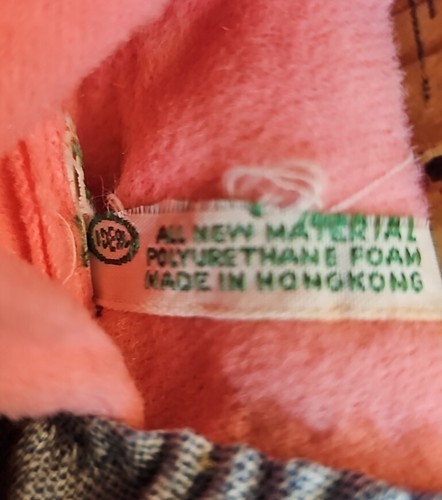 IDEAL
ALL NEW MATERIAL
POLYURETHANE FOAM
MADE IN HONGKONG